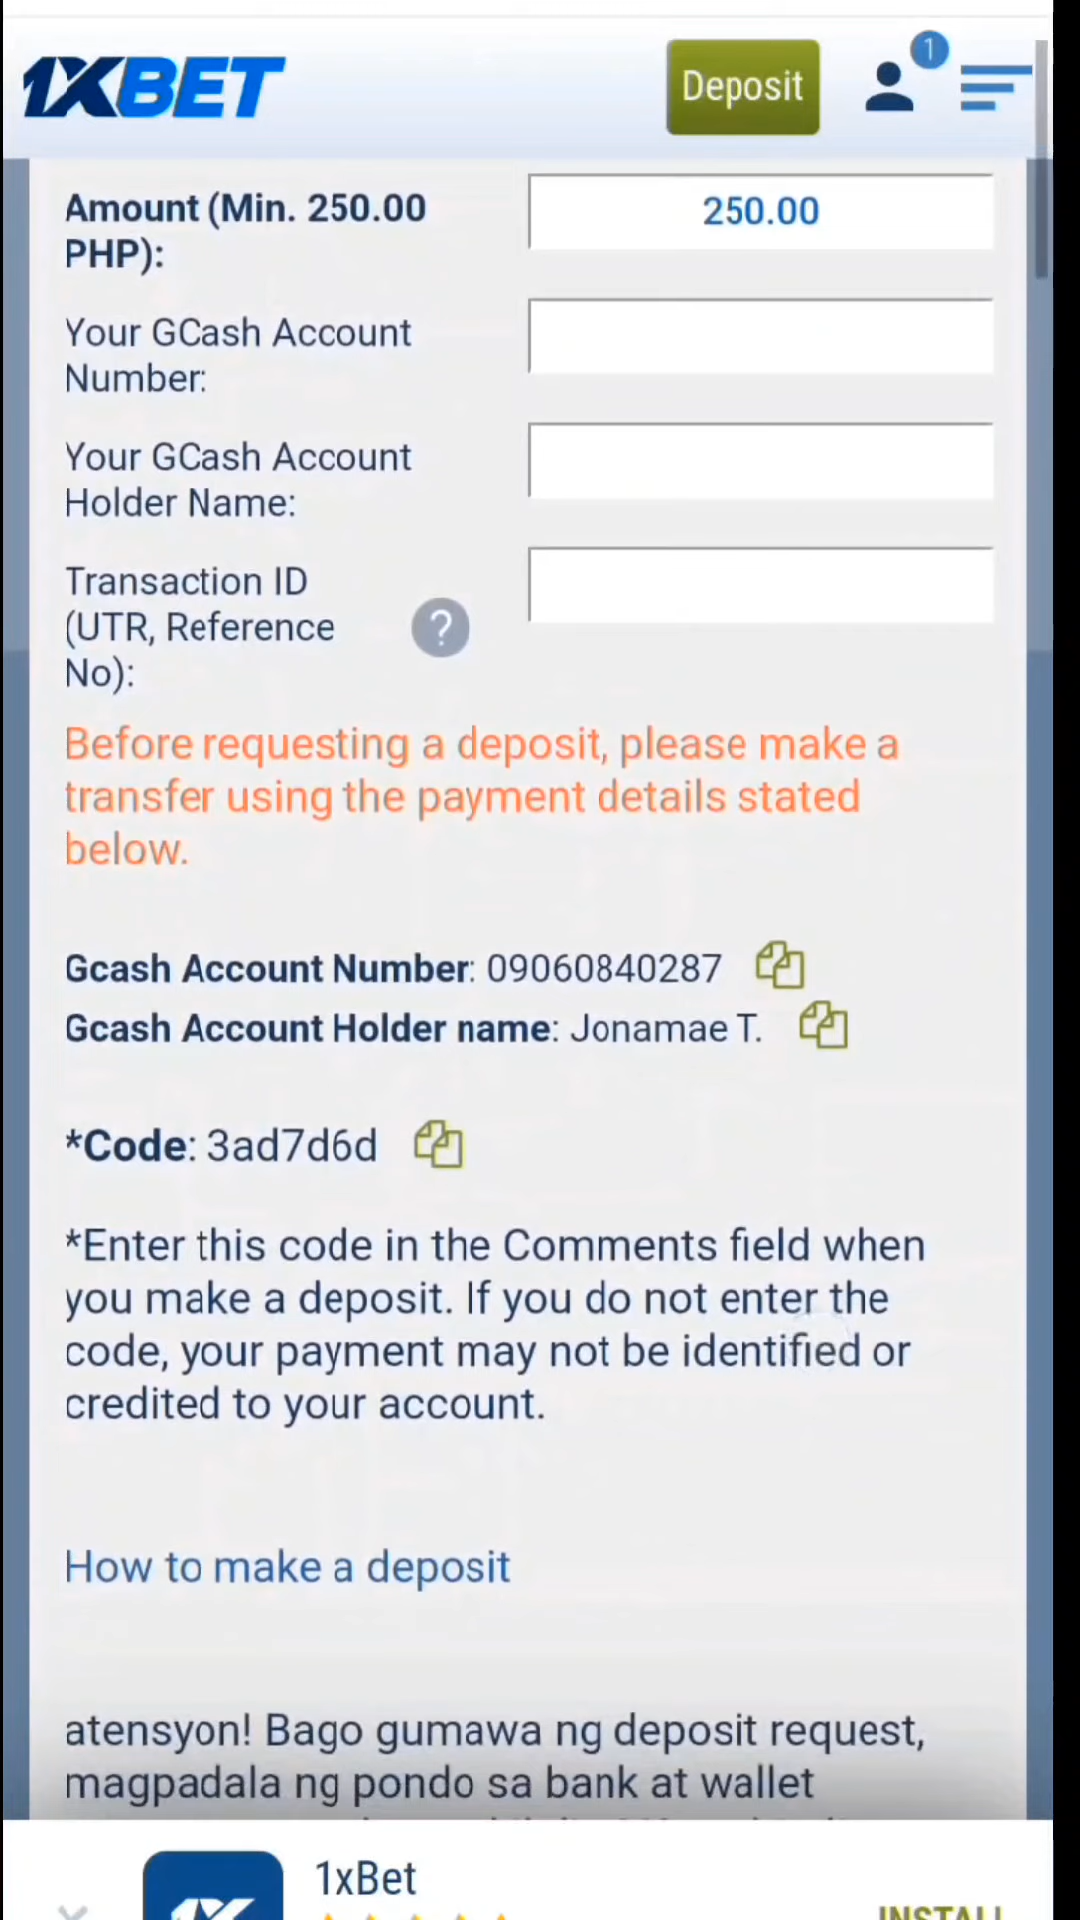 1XBET
Deposit
1
Amount (Min. 250.00
PHP):
250.00
Your GCash Account
Number:
Your GCash Account
Holder Name:
Transaction ID
(UTR, Reference
No):
?
Before requesting a deposit, please make a
transfer using the payment details stated
below.
Gcash Account Number: 09060840287
Gcash Account Holder name: Jonamae T.
*Code: 3ad7d6d
*Enter this code in the Comments field when
you make a deposit. If you do not enter the
code, your payment may not be identified or
credited to your account.
How to make a deposit
atensyon! Bago gumawa ng deposit request,
magpadala ng pondo sa bank at wallet
1xBet
1X
INSTALL